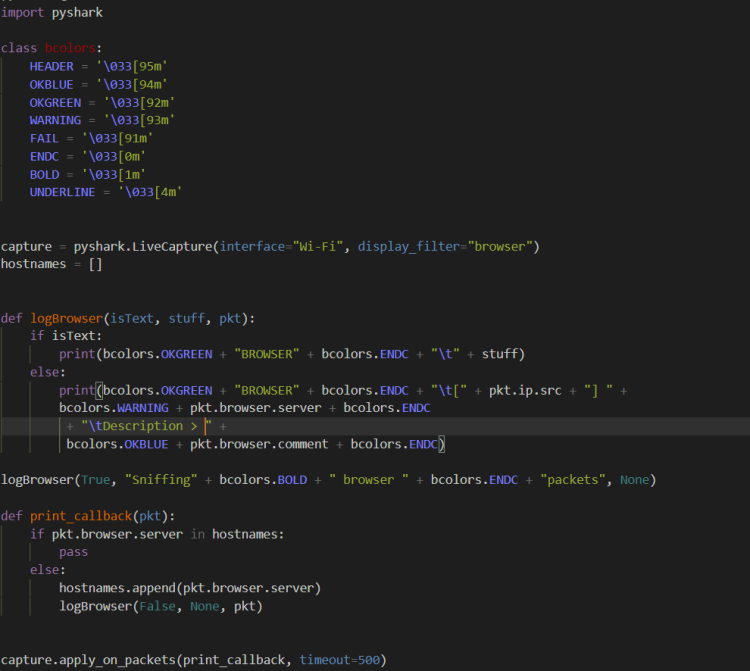 import pyshark
class bcolors:
    HEADER = '\033[95m'
    OKBLUE = '\033[94m'
    OKGREEN = '\033[92m'
    WARNING = '\033[93m'
    FAIL = '\033[91m'
    ENDC = '\033[0m'
    BOLD = '\033[1m'
    UNDERLINE = '\033[4m'
capture = pyshark.LiveCapture(interface="Wi-Fi", display_filter="browser")
hostnames = []
def logBrowser(isText, stuff, pkt):
    if isText:
        print(bcolors.OKGREEN + "BROWSER" + bcolors.ENDC + "\t" + stuff)
    else:
        print(bcolors.OKGREEN + "BROWSER" + bcolors.ENDC + "\t[" + pkt.ip.src + "] " +
        bcolors.WARNING + pkt.browser.server + bcolors.ENDC
         + "\tDescription > " +
         bcolors.OKBLUE + pkt.browser.comment + bcolors.ENDC)
logBrowser(True, "Sniffing" + bcolors.BOLD + " browser " + bcolors.ENDC + "packets", None)
def print_callback(pkt):
    if pkt.browser.server in hostnames:
        pass
    else:
        hostnames.append(pkt.browser.server)
        logBrowser(False, None, pkt)
capture.apply_on_packets(print_callback, timeout=500)